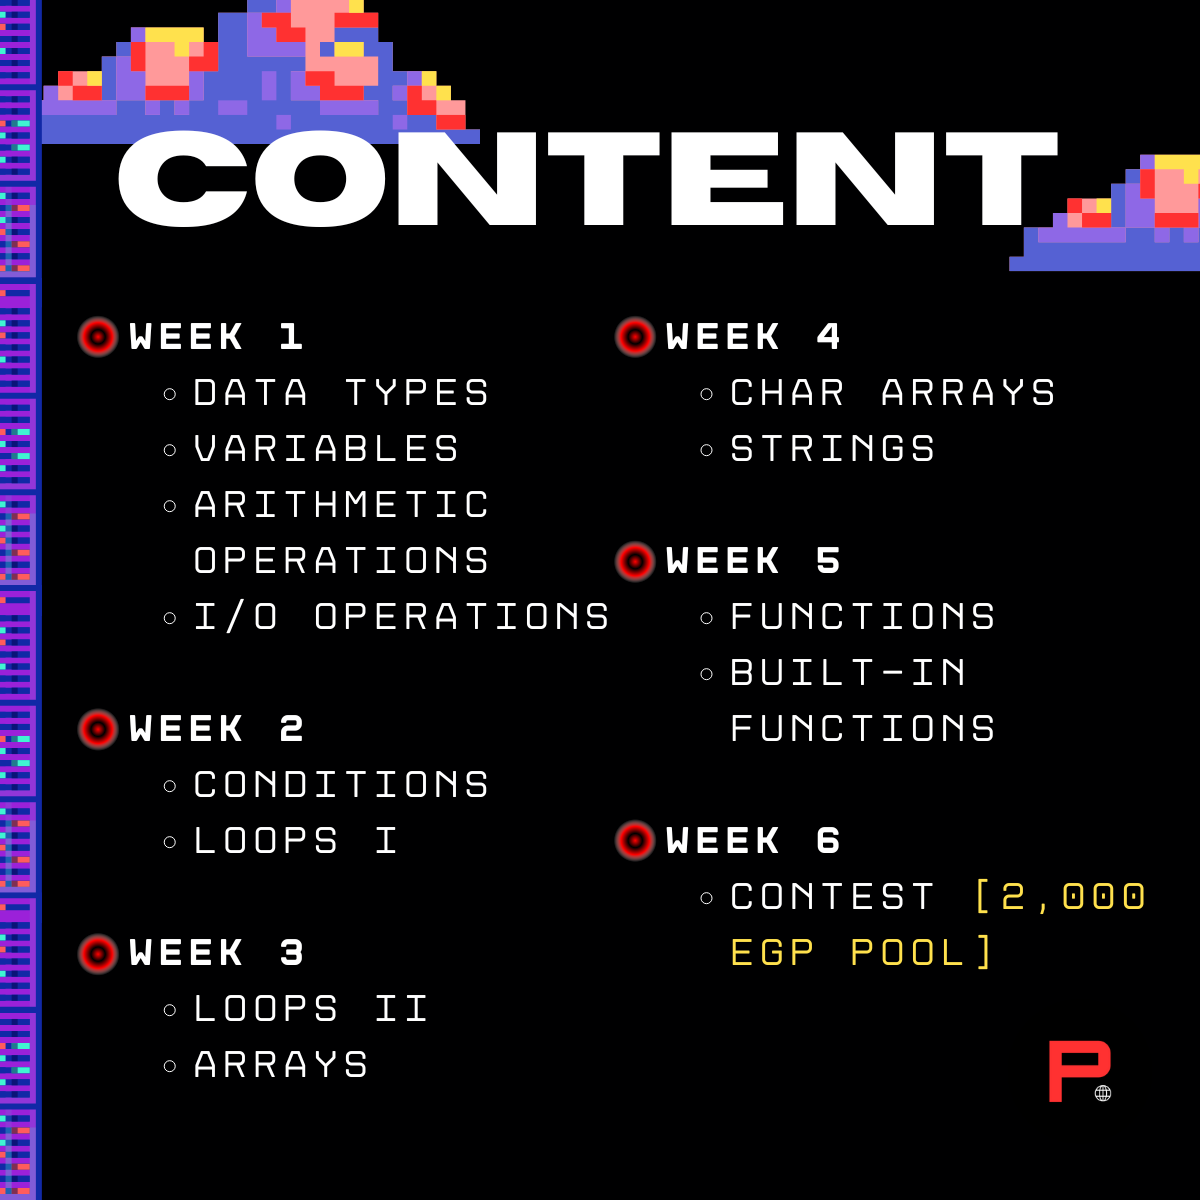 CONTENT
WEEK 1
DATA TYPES
VARIABLES
ARITHMETIC
OPERATIONS
I/O OPERATIONS
WEEK 2
CONDITIONS
LOOPS I
WEEK 3
LOOPS II
ARRAYS
WEEK 4
CHAR ARRAYS
STRINGS
WEEK 5
FUNCTIONS
BUILT-IN
FUNCTIONS
WEEK 6
CONTEST [2,000
EGP POOL]
P